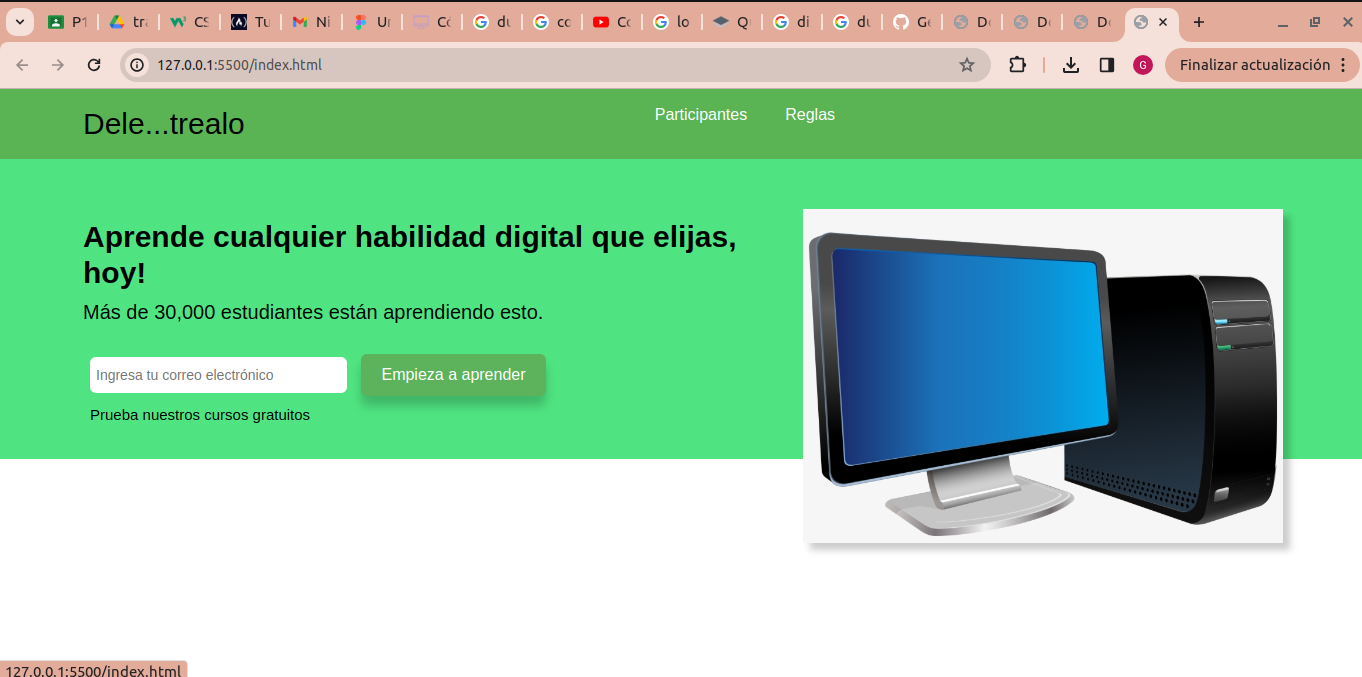 P1 tra CS Tu Ni Ur Có du co Co lo Q di du Ge De De De
127.0.0.1:5500/index.html
Finalizar actualización
G
Dele...trealo
Participantes Reglas
Aprende cualquier habilidad digital que elijas,
hoy!
Más de 30,000 estudiantes están aprendiendo esto.
Ingresa tu correo electrónico
Empieza a aprender
Prueba nuestros cursos gratuitos
127.0.0.1:5500/index.html